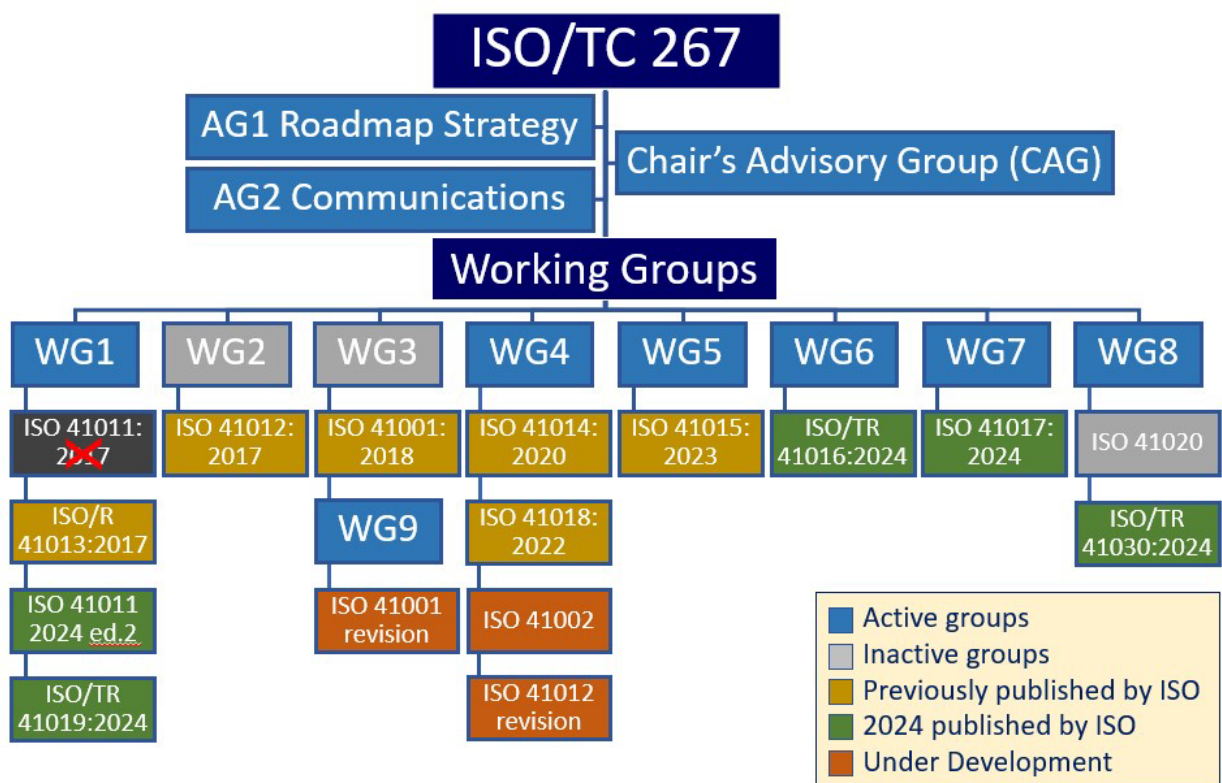 ISO/TC 267
AG1 Roadmap Strategy
Chair's Advisory Group (CAG)
AG2 Communications
Working Groups
WG1
WG2
WG3
WG4
WG5
WG6
WG7
WG8
ISO 41011:
2017
ISO 41012:
2017
ISO 41001:
2018
ISO 41014:
2020
ISO 41015:
2023
ISO/TR
41016:2024
ISO 41017:
2024
ISO 41020
ISO/R
41013:2017
WG9
ISO 41018:
2022
ISO/TR
41030:2024
ISO 41011
2024 ed.2
ISO 41001
revision
ISO 41002
ISO/TR
41019:2024
ISO 41012
revision
Active groups
Inactive groups
Previously published by ISO
2024 published by ISO
Under Development